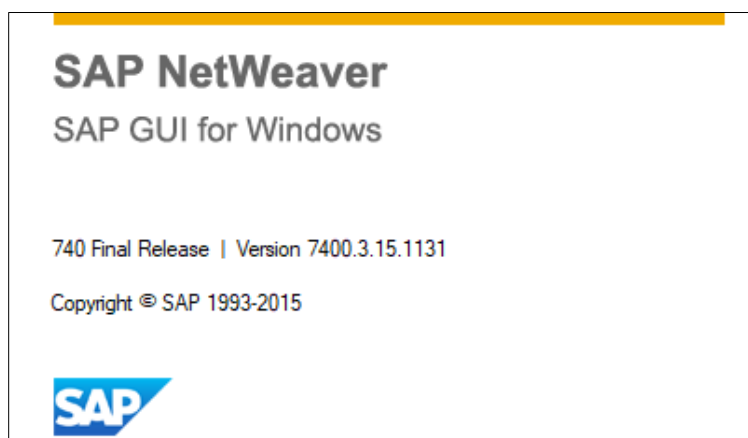 SAP NetWeaver
SAP GUI for Windows
740 Final Release | Version 7400.3.15.1131
Copyright © SAP 1993-2015
SAP